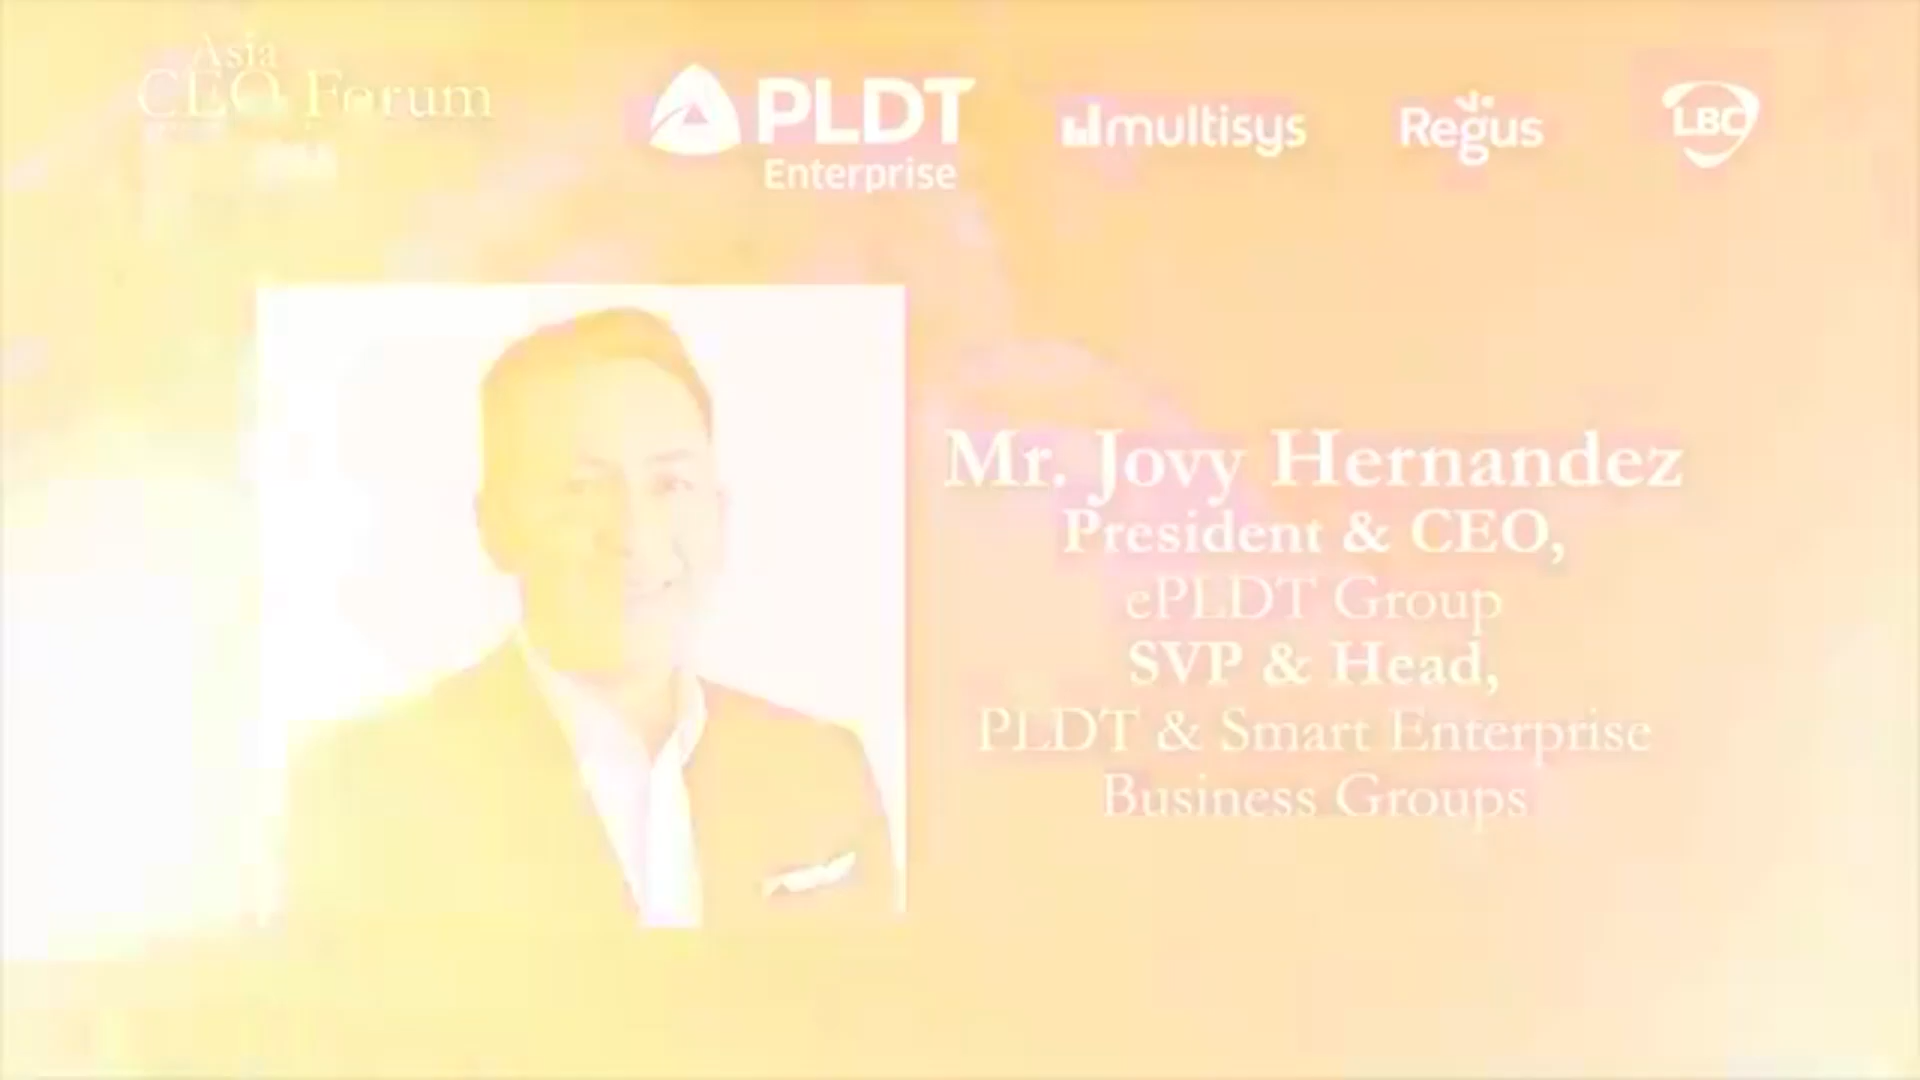 Asia
CEO Forum
PLDT
Enterprise
multisys
Regus
LBC
Mr. Jovy Hernandez
President & CEO,
ePLDT Group
SVP & Head,
PLDT & Smart Enterprise
Business Groups